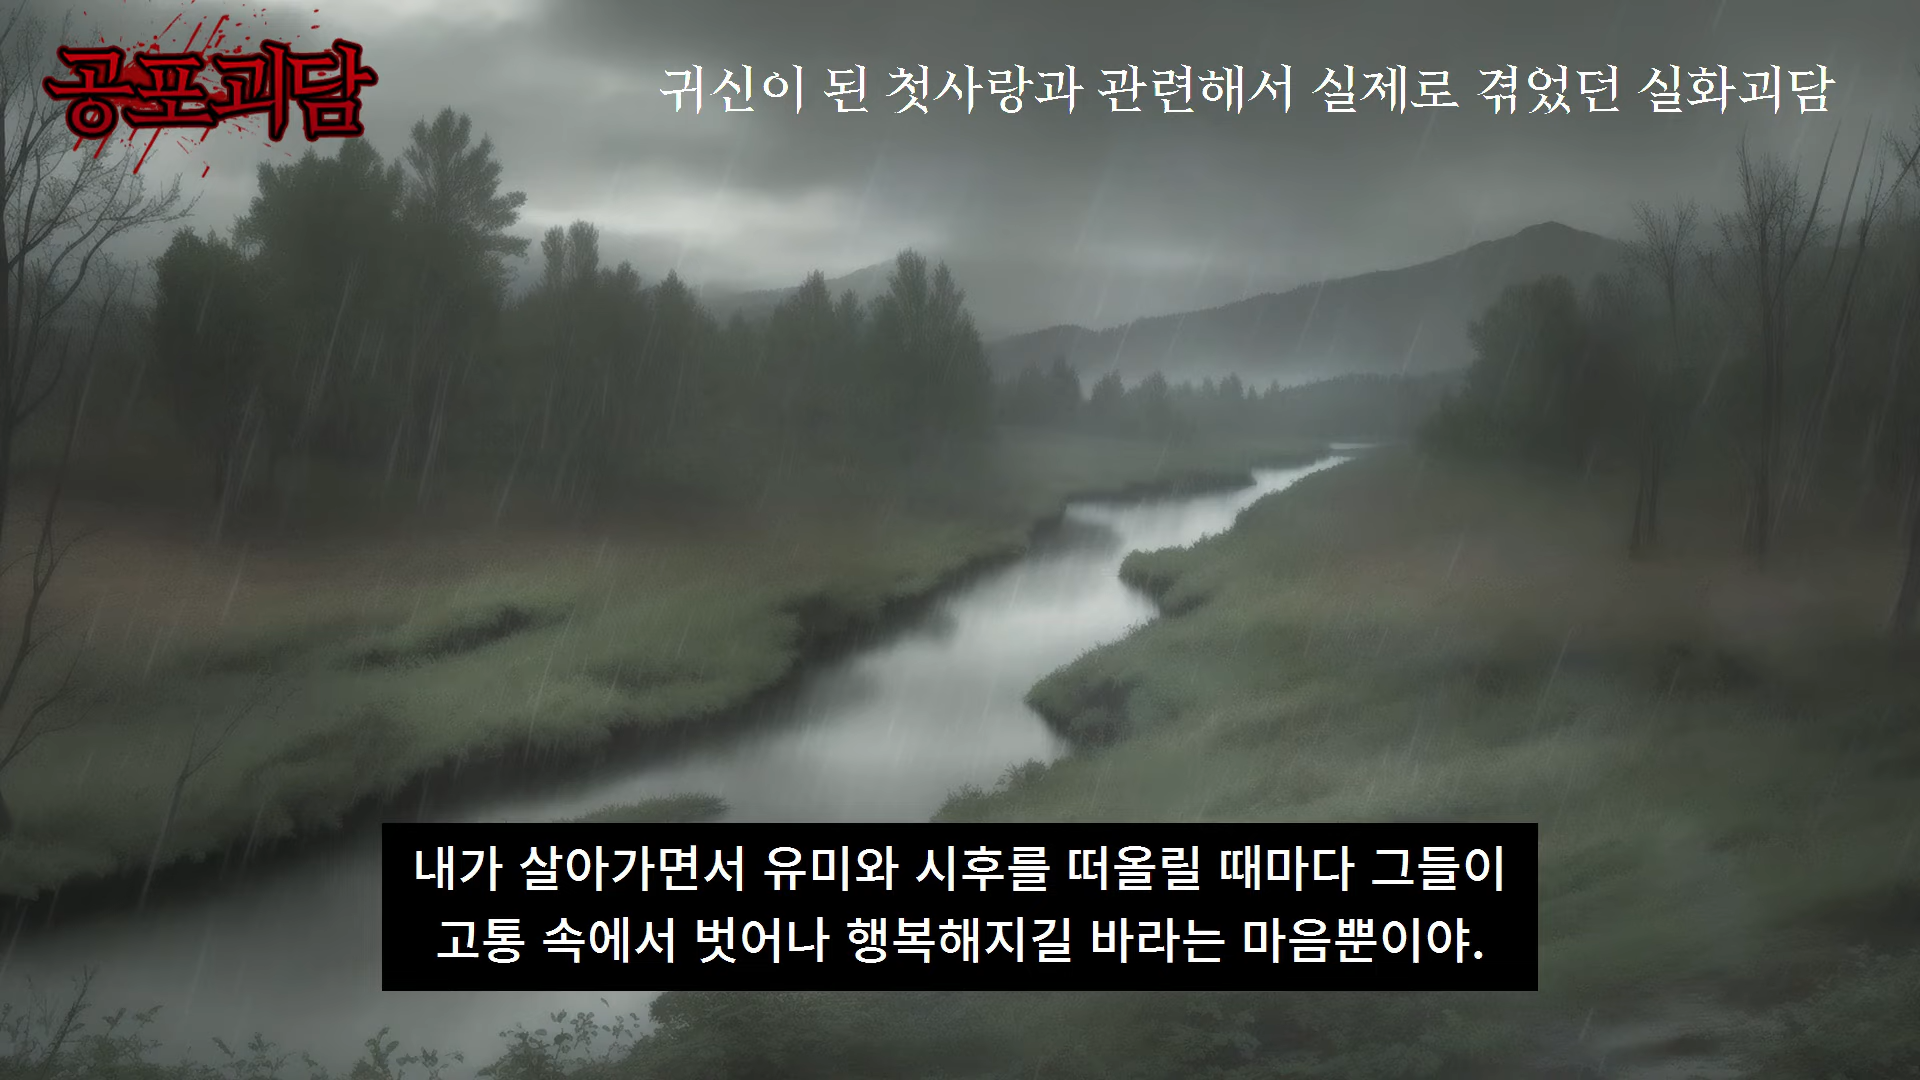 공포괴담
귀신이 된 첫사랑과 관련해서 실제로 겪었던 실화괴담
내가 살아가면서 유미와 시후를 떠올릴 때마다 그들이
고통 속에서 벗어나 행복해지길 바라는 마음뿐이야.